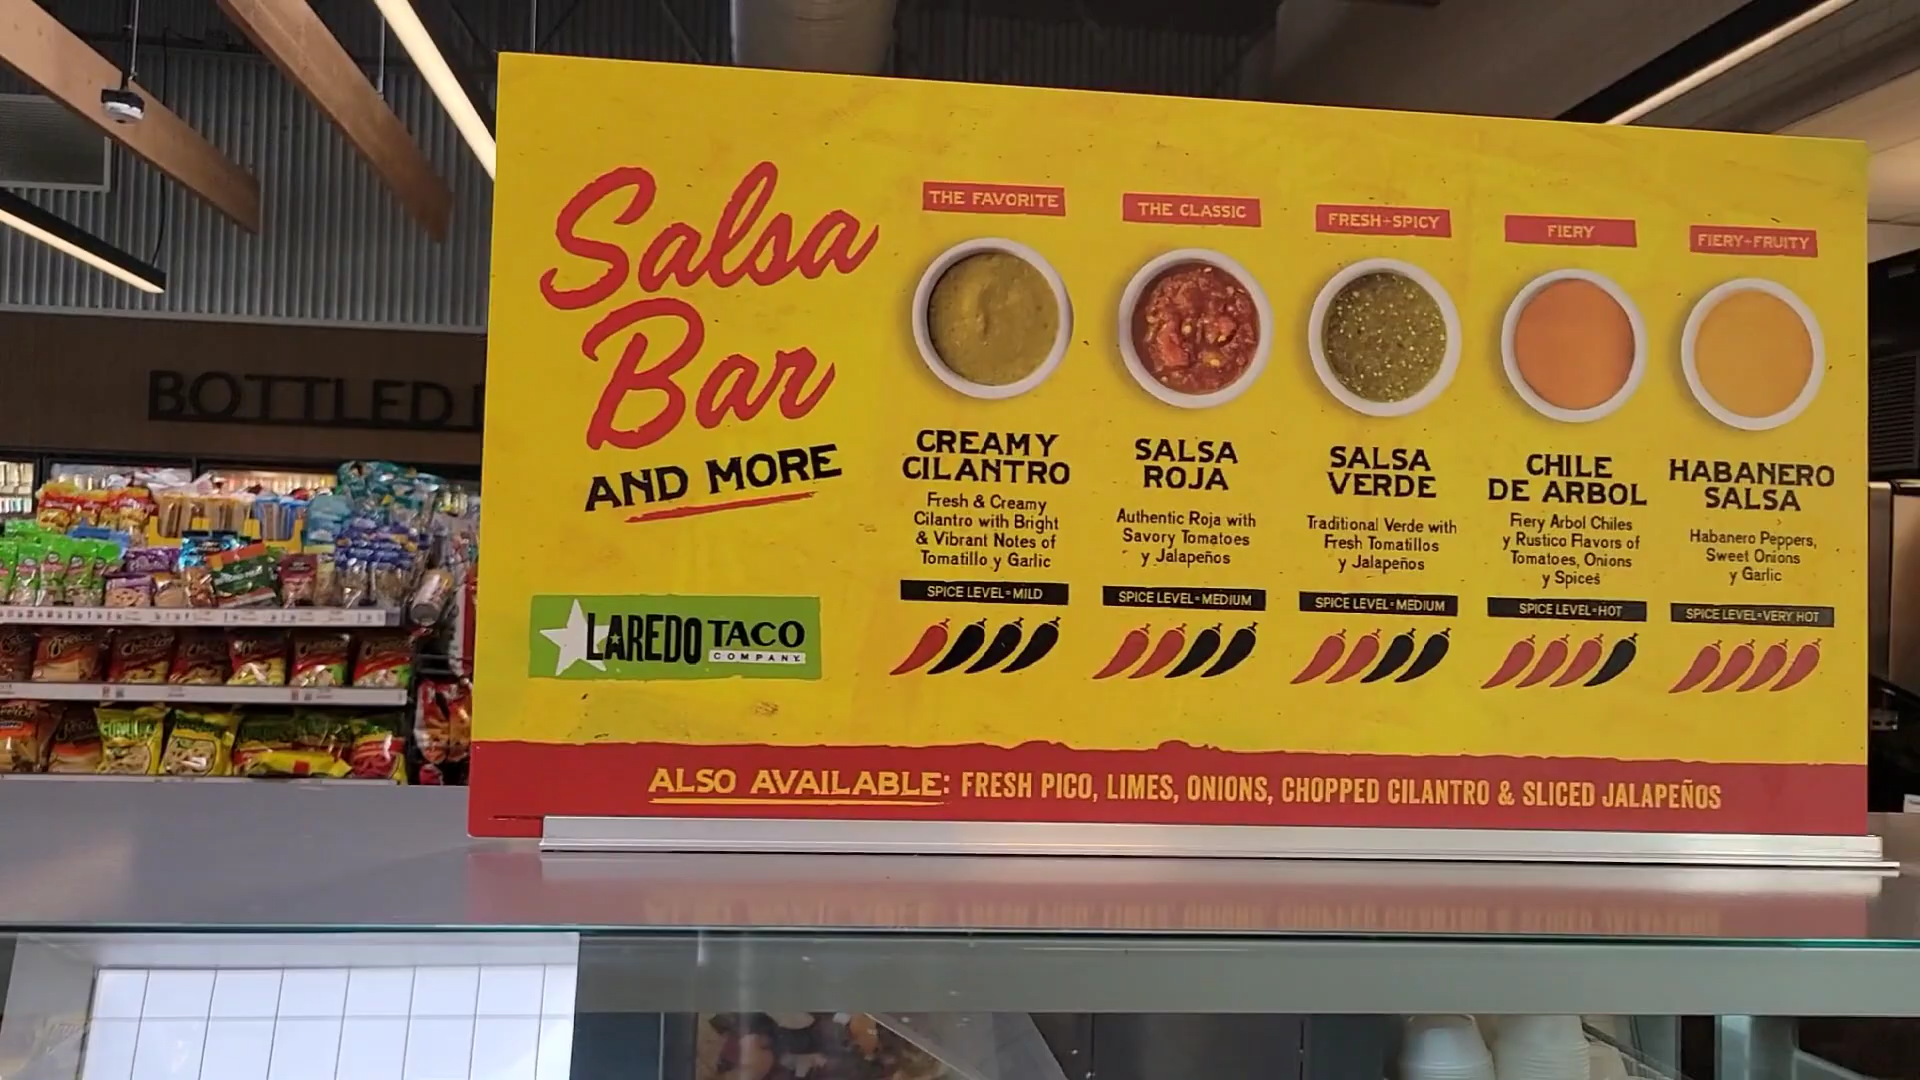 Salsa
Bar
AND MORE
LAREDO TACO
COMPANY
THE FAVORITE
CREAMY
CILANTRO
Fresh & Creamy
Cilantro with Bright
& Vibrant Notes of
Tomatillo y Garlic
SPICE LEVEL=MILD
THE CLASSIC
SALSA
ROJA
Authentic Roja with
Savory Tomatoes
y Jalapeños
SPICE LEVEL=MEDIUM
FRESH+SPICY
SALSA
VERDE
Traditional Verde with
Fresh Tomatillos
y Jalapeños
SPICE LEVEL=MEDIUM
FIERY
CHILE
DE ARBOL
Fiery Arbol Chiles
y Rustico Flavors of
Tomatoes, Onions
y Spices
SPICE LEVEL=HOT
FIERY+FRUITY
HABANERO
SALSA
Habanero Peppers,
Sweet Onions
y Garlic
SPICE LEVEL=VERY HOT
ALSO AVAILABLE: FRESH PICO, LIMES, ONIONS, CHOPPED CILANTRO & SLICED JALAPEÑOS
BOTTLED